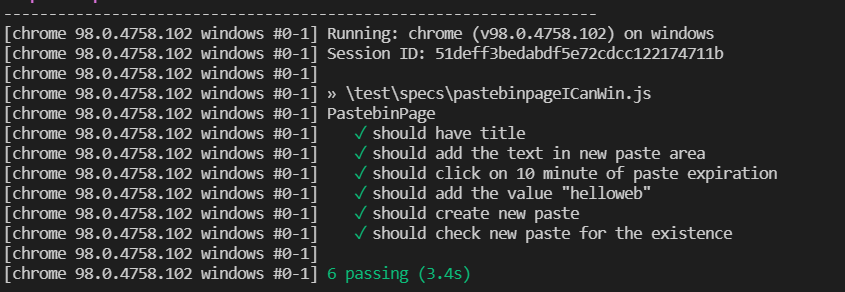 ------------------------------------------------------------------
[chrome 98.0.4758.102 windows #0-1] Running: chrome (v98.0.4758.102) on windows
[chrome 98.0.4758.102 windows #0-1] Session ID: 51deff3bedabdf5e72cdcc122174711b
[chrome 98.0.4758.102 windows #0-1]
[chrome 98.0.4758.102 windows #0-1] » \test\specs\pastebinpageICanWin.js
[chrome 98.0.4758.102 windows #0-1] PastebinPage
[chrome 98.0.4758.102 windows #0-1]    ✓ should have title
[chrome 98.0.4758.102 windows #0-1]    ✓ should add the text in new paste area
[chrome 98.0.4758.102 windows #0-1]    ✓ should click on 10 minute of paste expiration
[chrome 98.0.4758.102 windows #0-1]    ✓ should add the value "helloweb"
[chrome 98.0.4758.102 windows #0-1]    ✓ should create new paste
[chrome 98.0.4758.102 windows #0-1]    ✓ should check new paste for the existence
[chrome 98.0.4758.102 windows #0-1]
[chrome 98.0.4758.102 windows #0-1] 6 passing (3.4s)